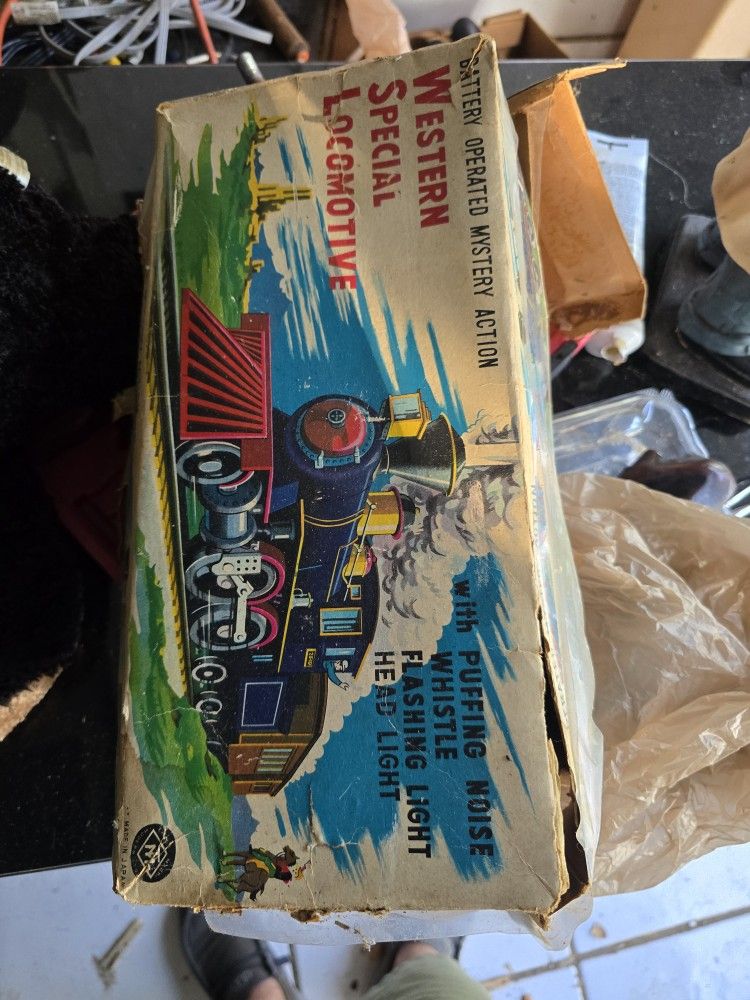 BATTERY OPERATED MYSTERY ACTION
WESTERN
SPECIAL
LOCOMOTIVE
with PUFFING NOISE
WHISTLE
FLASHING LIGHT
HEAD LIGHT
MADE IN JAPAN